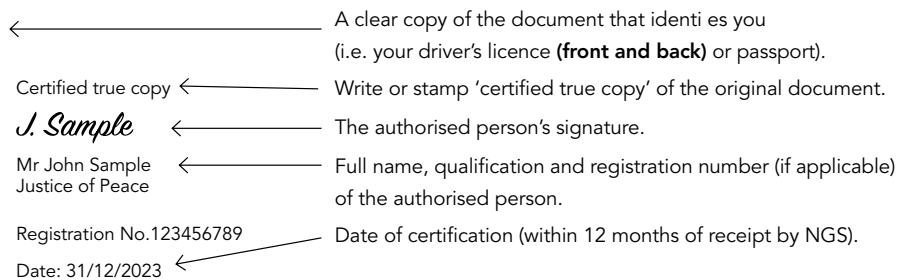 A clear copy of the document that identi es you
(i.e. your driver's licence (front and back) or passport).
Certified true copy
Write or stamp 'certified true copy' of the original document.
J. Sample
The authorised person's signature.
Mr John Sample
Justice of Peace
Full name, qualification and registration number (if applicable)
of the authorised person.
Registration No.123456789
Date of certification (within 12 months of receipt by NGS).
Date: 31/12/2023